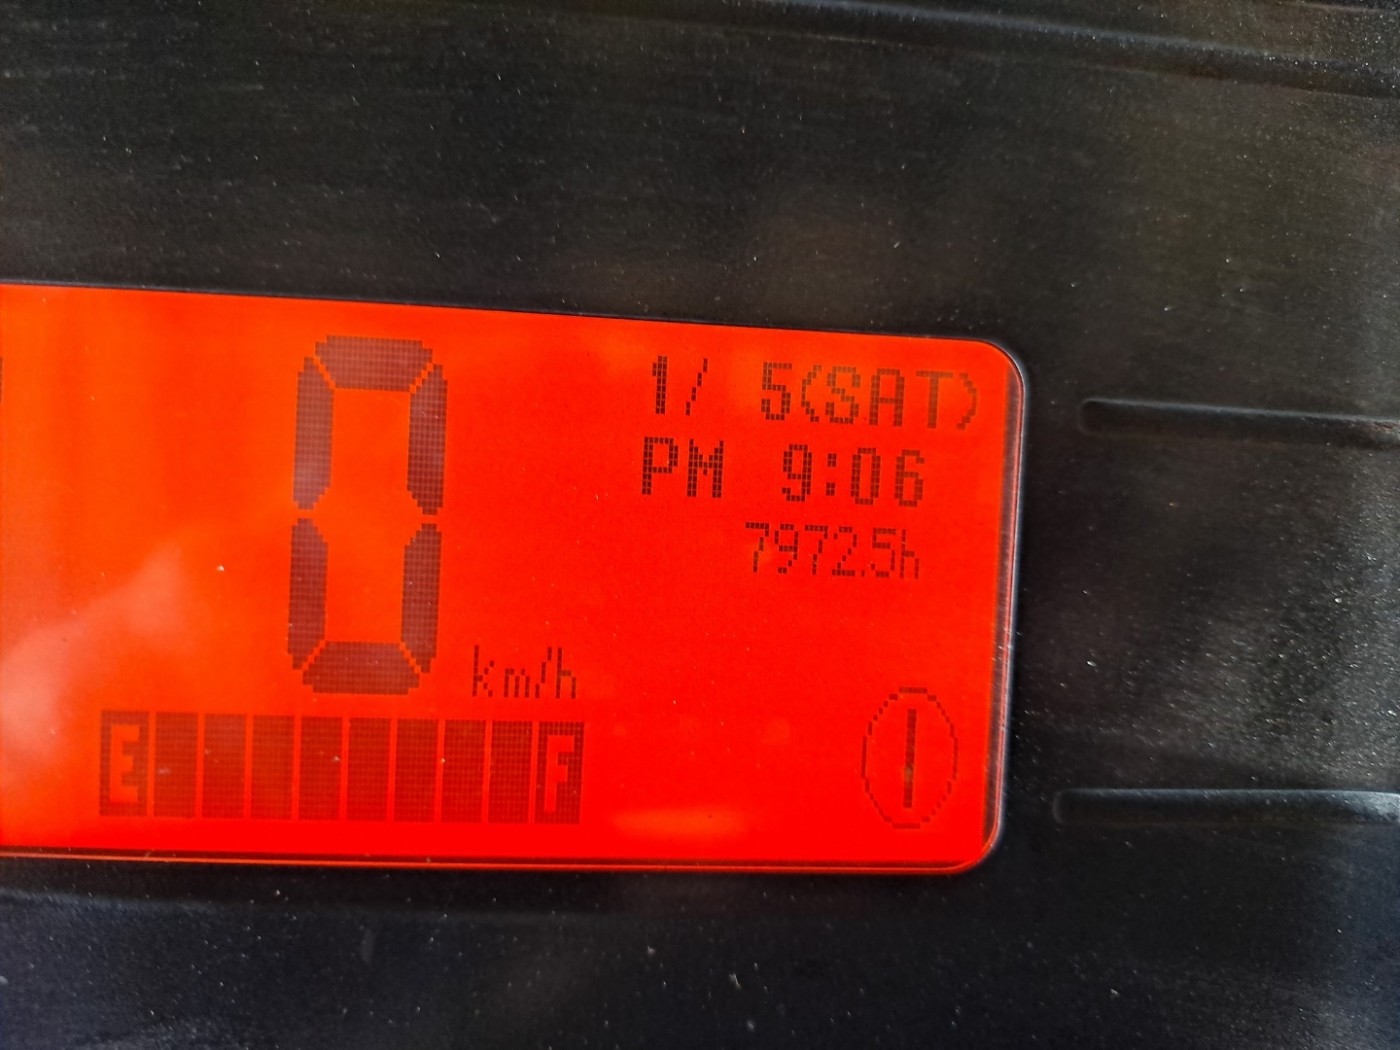 0 km/h
1/ 5(SAT)
PM 9:06
7972.5h
E F